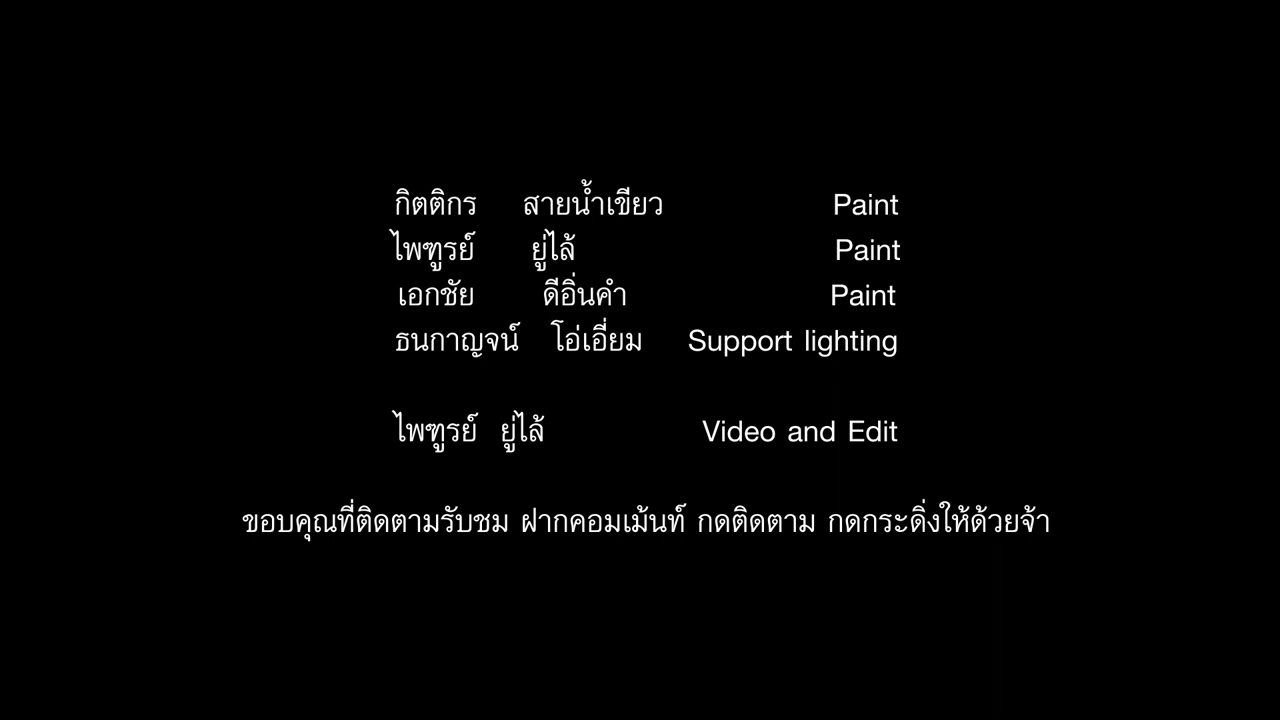 กิตติกร สายน้ำเขียว Paint
ไพฑูรย์ ยู่ไล้ Paint
เอกชัย ดีอิ่นคำ Paint
ธนกาญจน์ โอ่เอี่ยม Support lighting
ไพฑูรย์ ยู่ไล้ Video and Edit
ขอบคุณที่ติดตามรับชม ฝากคอมเม้นท์ กดติดตาม กดกระดิ่งให้ด้วยจ้า